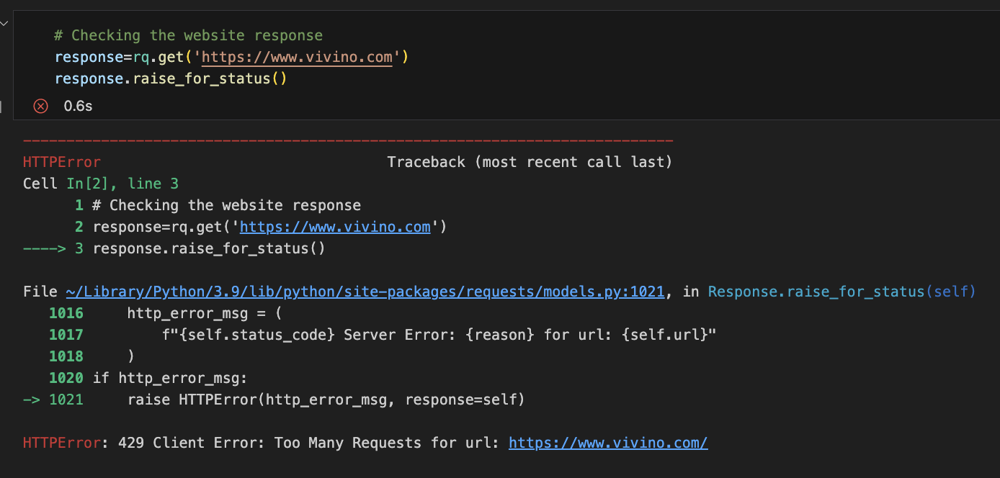 # Checking the website response
response=rq.get('https://www.vivino.com')
response.raise_for_status()
0.6s
---------------------------------------------------------------------------
HTTPError                                 Traceback (most recent call last)
Cell In[2], line 3
      1 # Checking the website response
      2 response=rq.get('https://www.vivino.com')
----> 3 response.raise_for_status()
File ~/Library/Python/3.9/lib/python/site-packages/requests/models.py:1021, in Response.raise_for_status(self)
   1016     http_error_msg = (
   1017         f"{self.status_code} Server Error: {reason} for url: {self.url}"
   1018     )
   1020 if http_error_msg:
-> 1021     raise HTTPError(http_error_msg, response=self)
HTTPError: 429 Client Error: Too Many Requests for url: https://www.vivino.com/